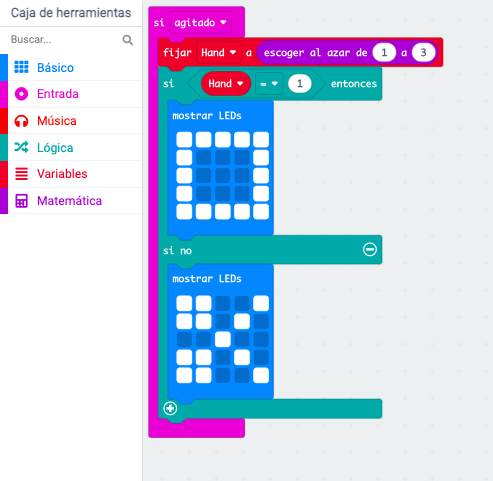 Caja de herramientas
Buscar...
Básico
Entrada
Música
Lógica
Variables
Matemática
si agitado
fijar Hand a escoger al azar de 1 a 3
si Hand = 1 entonces
mostrar LEDs
si no
mostrar LEDs